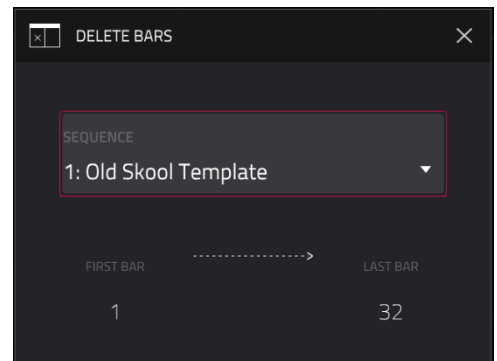 DELETE BARS
SEQUENCE
1: Old Skool Template
FIRST BAR
LAST BAR
1
32